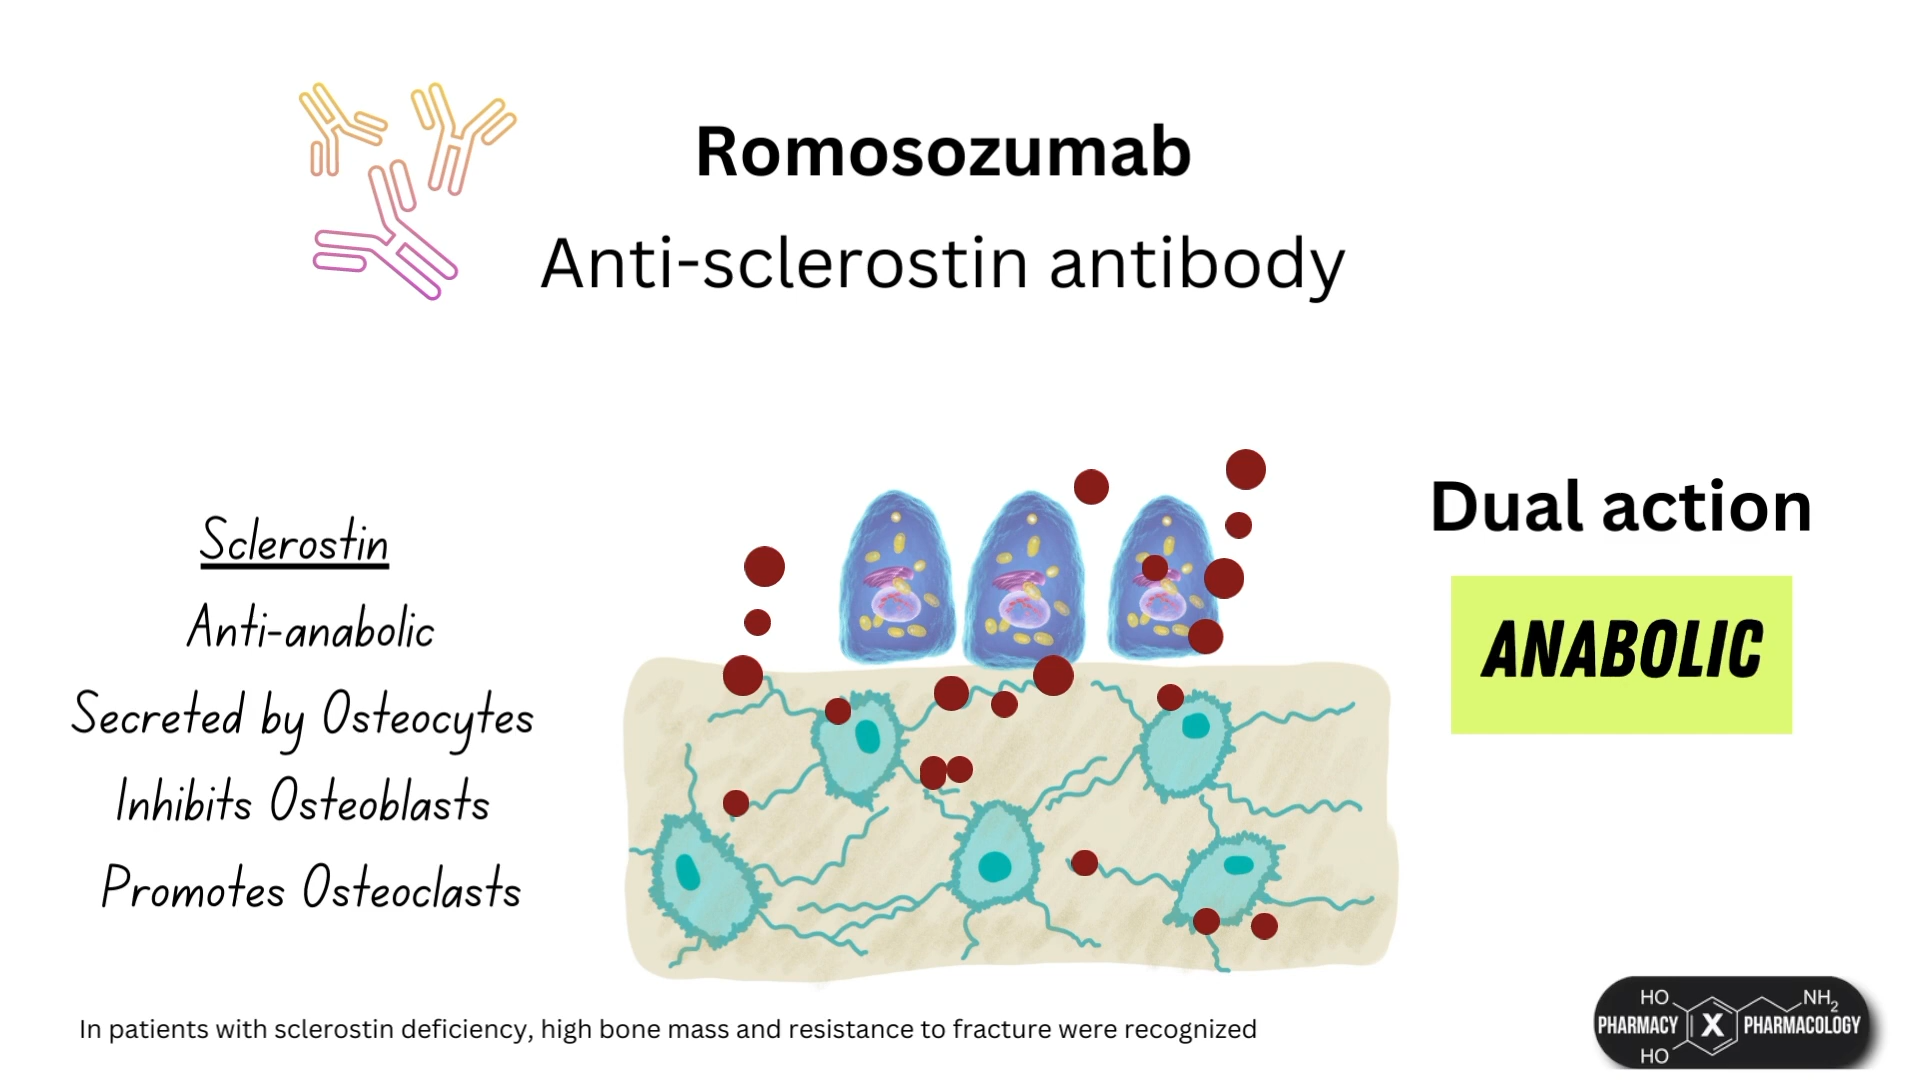 Romosozumab
Anti-sclerostin antibody
Sclerostin
Anti-anabolic
Secreted by Osteocytes
Inhibits Osteoblasts
Promotes Osteoclasts
Dual action
ANABOLIC
In patients with sclerostin deficiency, high bone mass and resistance to fracture were recognized
HO
NH2
PHARMACY X PHARMACOLOGY
HO